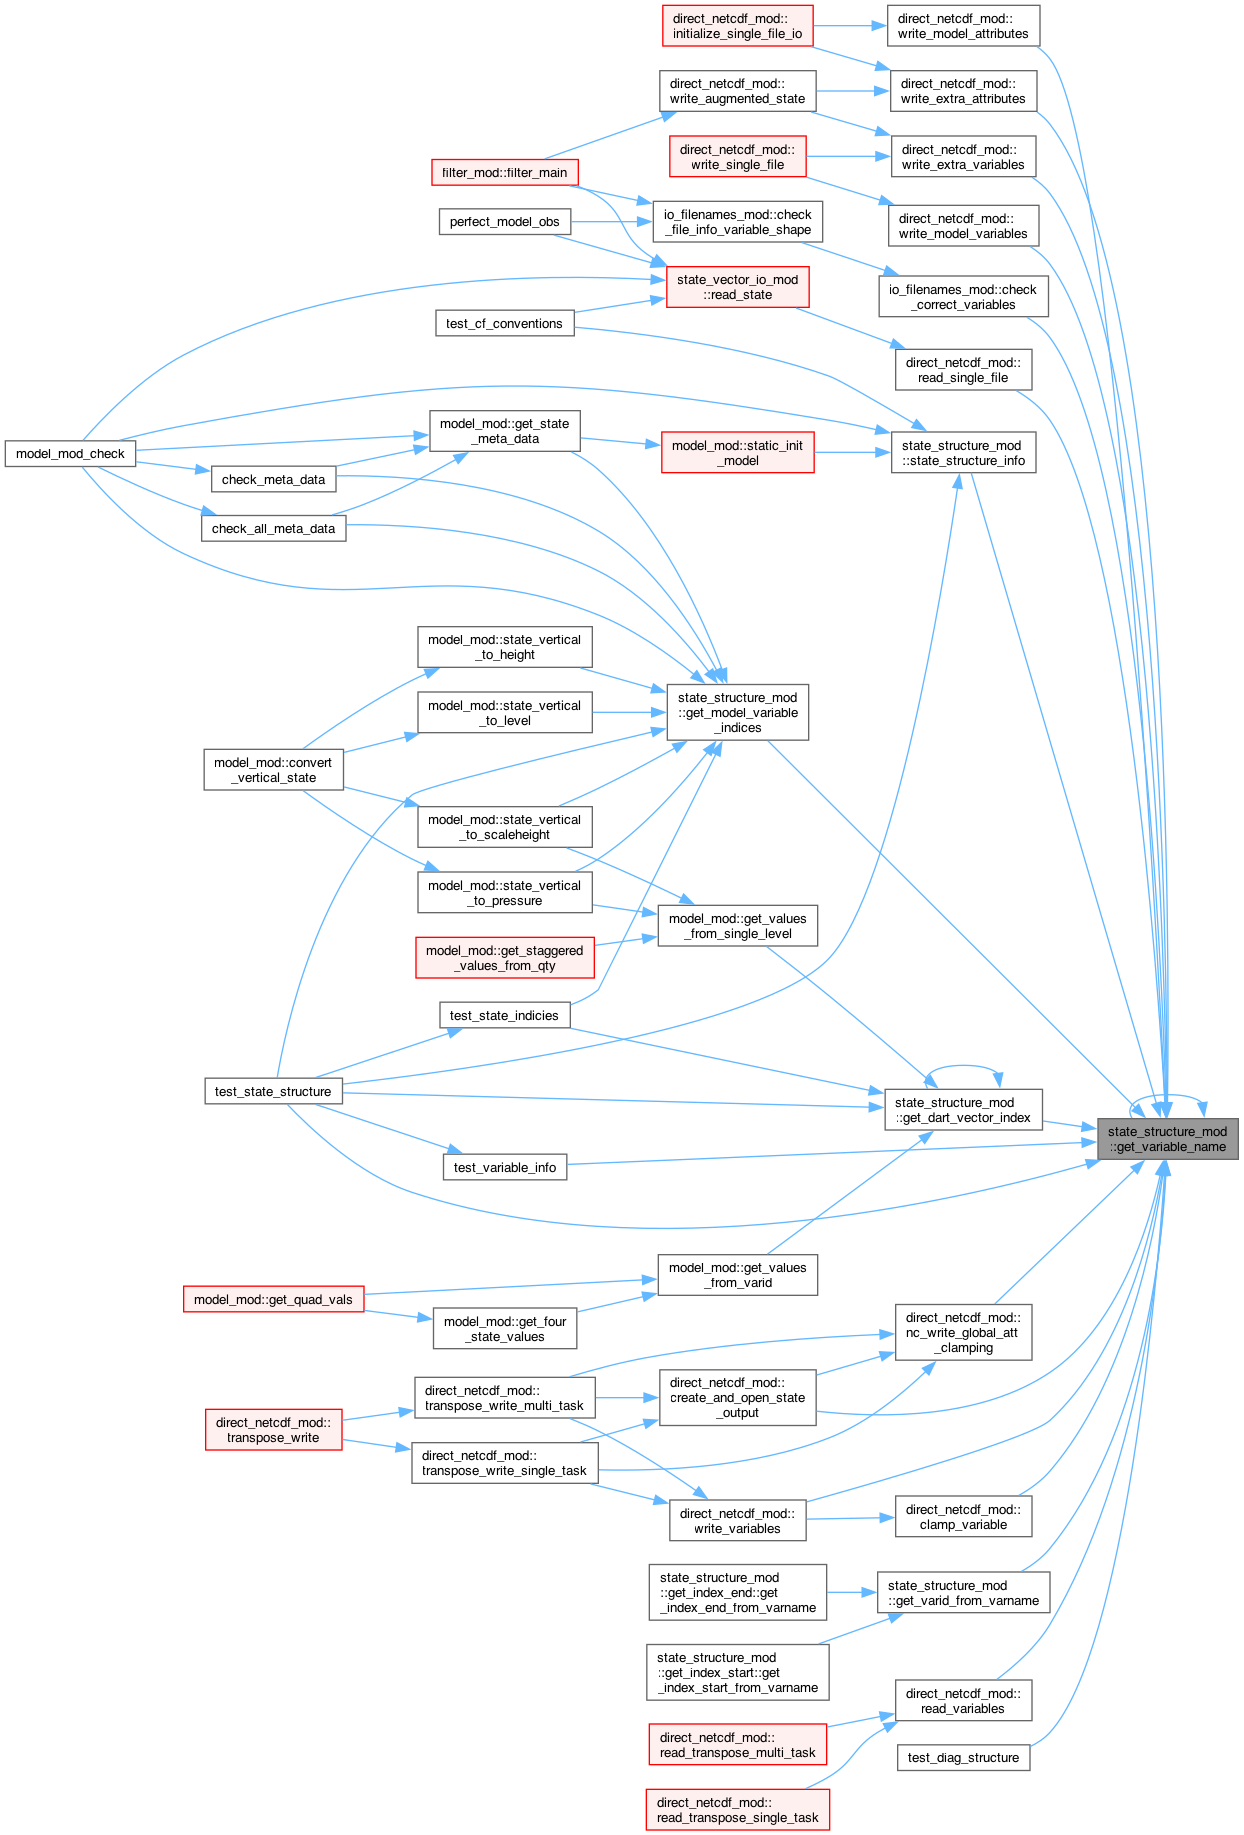 direct_netcdf_mod::
initialize_single_file_io
direct_netcdf_mod::
write_model_attributes
direct_netcdf_mod::
write_augmented_state
direct_netcdf_mod::
write_extra_attributes
direct_netcdf_mod::
write_single_file
direct_netcdf_mod::
write_extra_variables
filter_mod::filter_main
perfect_model_obs
io_filenames_mod::check
_file_info_variable_shape
direct_netcdf_mod::
write_model_variables
state_vector_io_mod
::read_state
io_filenames_mod::check
_correct_variables
test_cf_conventions
direct_netcdf_mod::
read_single_file
model_mod_check
model_mod::get_state
_meta_data
model_mod::static_init
_model
state_structure_mod
::state_structure_info
check_meta_data
check_all_meta_data
model_mod::state_vertical
_to_height
model_mod::state_vertical
_to_level
state_structure_mod
::get_model_variable
_indices
model_mod::convert
_vertical_state
model_mod::state_vertical
_to_scaleheight
model_mod::state_vertical
_to_pressure
model_mod::get_values
_from_single_level
model_mod::get_staggered
_values_from_qty
test_state_indicies
test_state_structure
state_structure_mod
::get_dart_vector_index
state_structure_mod
::get_variable_name
test_variable_info
model_mod::get_values
_from_varid
model_mod::get_quad_vals
model_mod::get_four
_state_values
direct_netcdf_mod::
nc_write_global_att
_clamping
direct_netcdf_mod::
transpose_write_multi_task
direct_netcdf_mod::
create_and_open_state
_output
direct_netcdf_mod::
transpose_write
direct_netcdf_mod::
transpose_write_single_task
direct_netcdf_mod::
write_variables
direct_netcdf_mod::
clamp_variable
state_structure_mod
::get_index_end::get
_index_end_from_varname
state_structure_mod
::get_varid_from_varname
state_structure_mod
::get_index_start::get
_index_start_from_varname
direct_netcdf_mod::
read_variables
direct_netcdf_mod::
read_transpose_multi_task
test_diag_structure
direct_netcdf_mod::
read_transpose_single_task